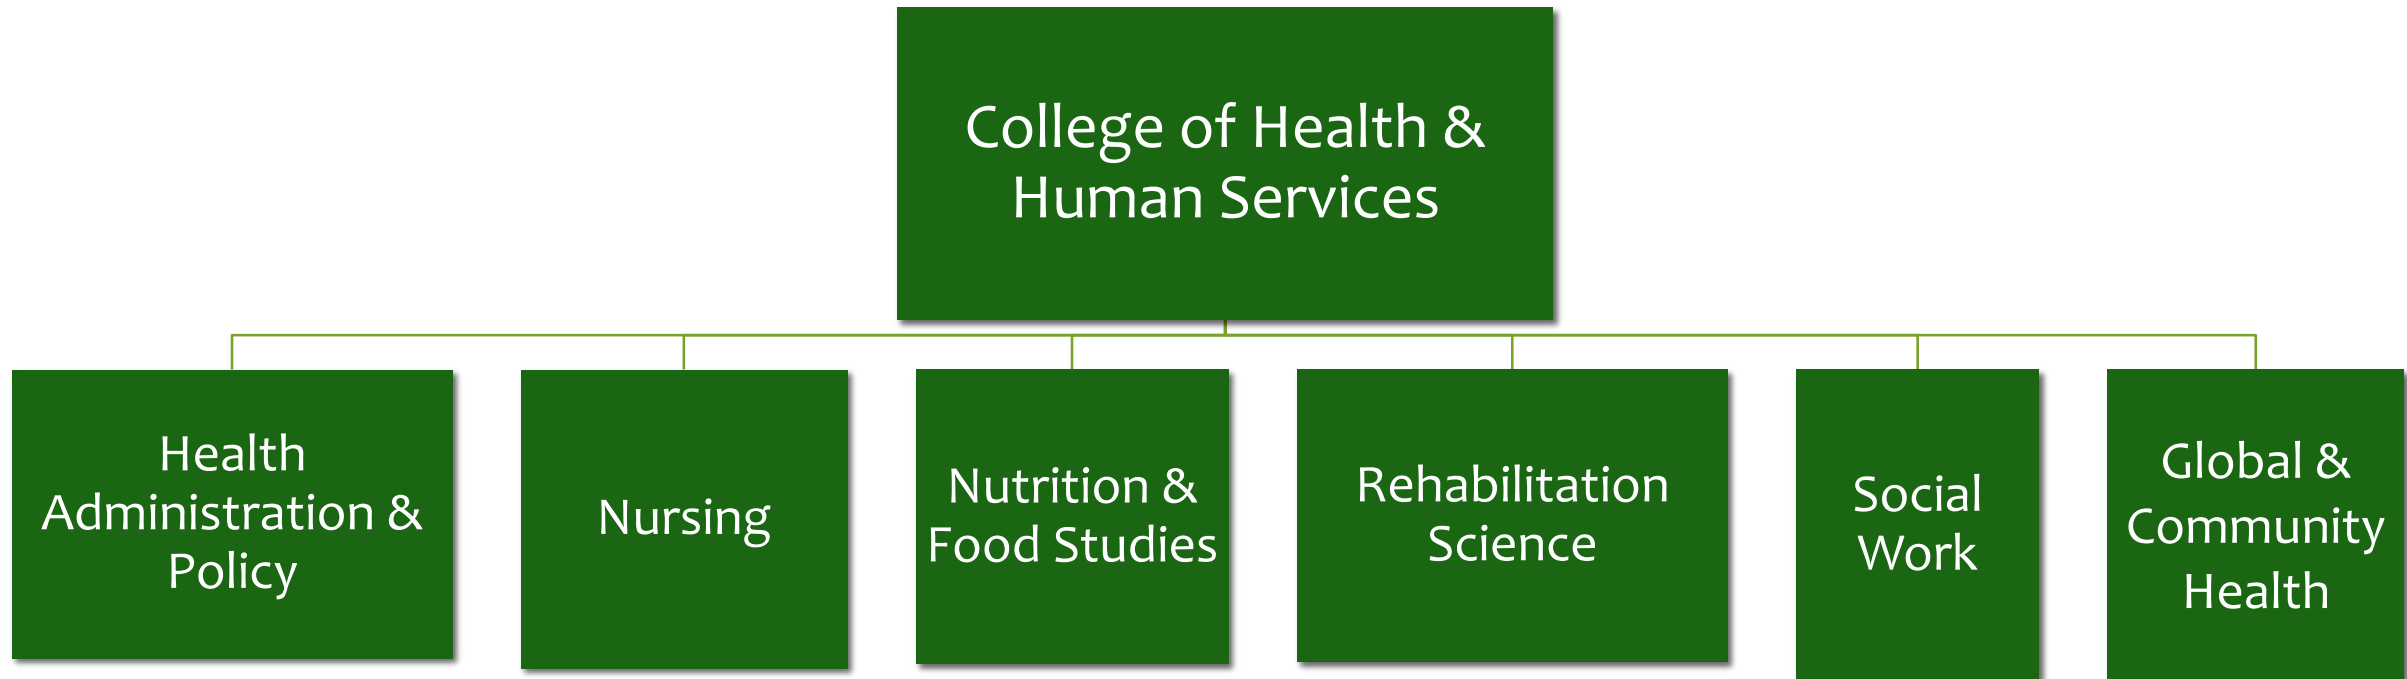 College of Health &
Human Services
Health
Administration &
Policy
Nursing
Nutrition &
Food Studies
Rehabilitation
Science
Social
Work
Global &
Community
Health